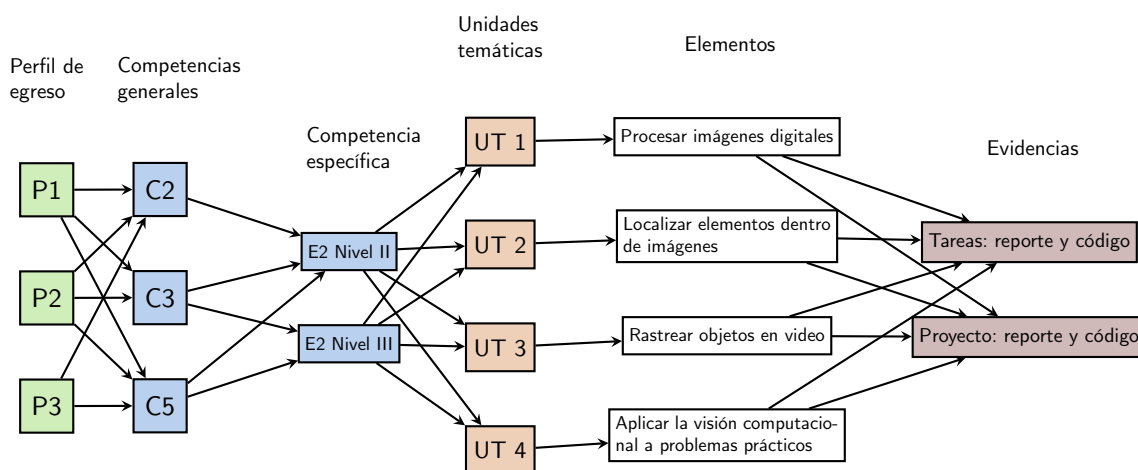 Unidades
temáticas
Elementos
Perfil de
egreso
Competencias
generales
Competencia
específica
Evidencias
P1
P2
P3
C2
C3
C5
E2 Nivel II
E2 Nivel III
UT 1
UT 2
UT 3
UT 4
Procesar imágenes digitales
Localizar elementos dentro
de imágenes
Rastrear objetos en video
Aplicar la visión computacio-
nal a problemas prácticos
Tareas: reporte y código
Proyecto: reporte y código